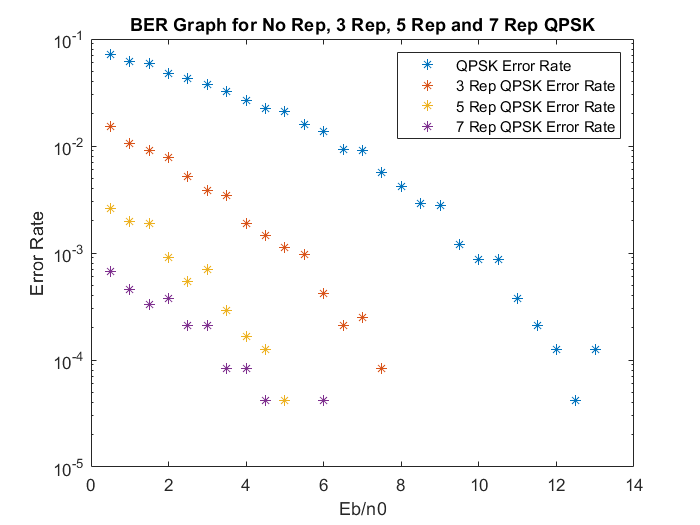 BER Graph for No Rep, 3 Rep, 5 Rep and 7 Rep QPSK
QPSK Error Rate
3 Rep QPSK Error Rate
5 Rep QPSK Error Rate
7 Rep QPSK Error Rate
Error Rate
10^-1
10^-2
10^-3
10^-4
10^-5
0 2 4 6 8 10 12 14
Eb/n0